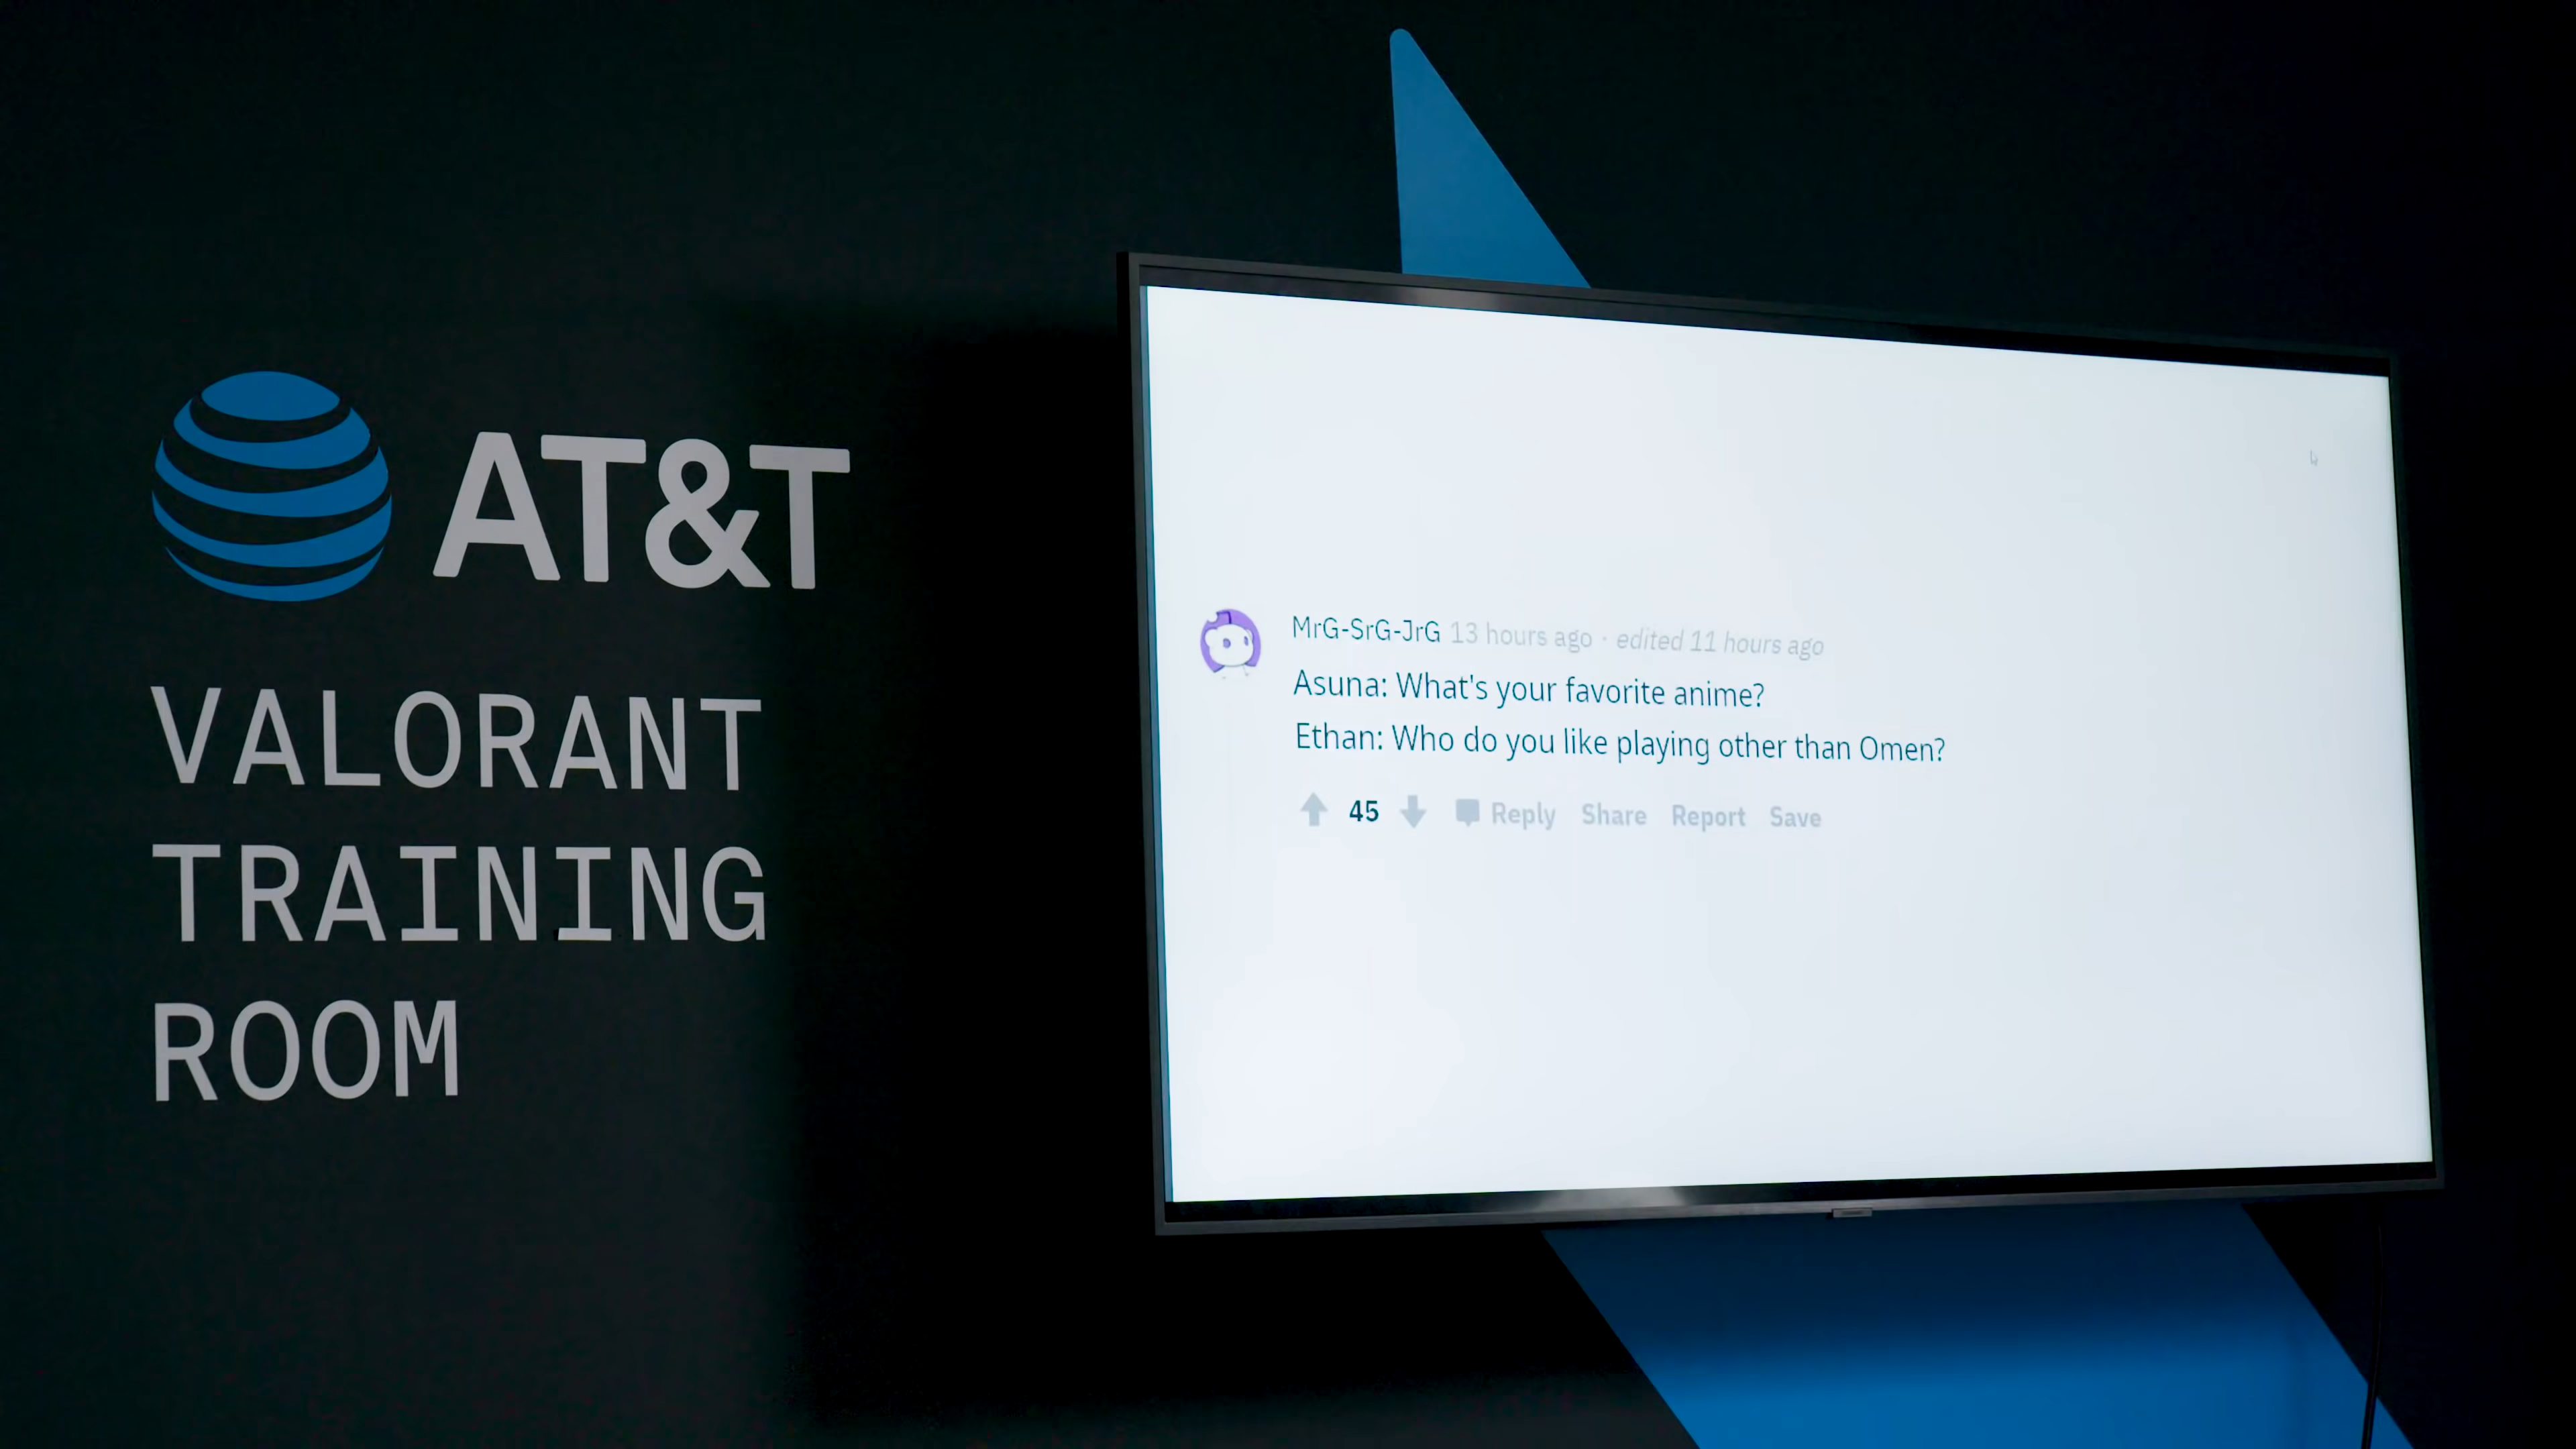 AT&T
VALORANT
TRAINING
ROOM
MrG-SrG-JrG 13 hours ago · edited 11 hours ago
Asuna: What's your favorite anime?
Ethan: Who do you like playing other than Omen?
45 Reply Share Report Save